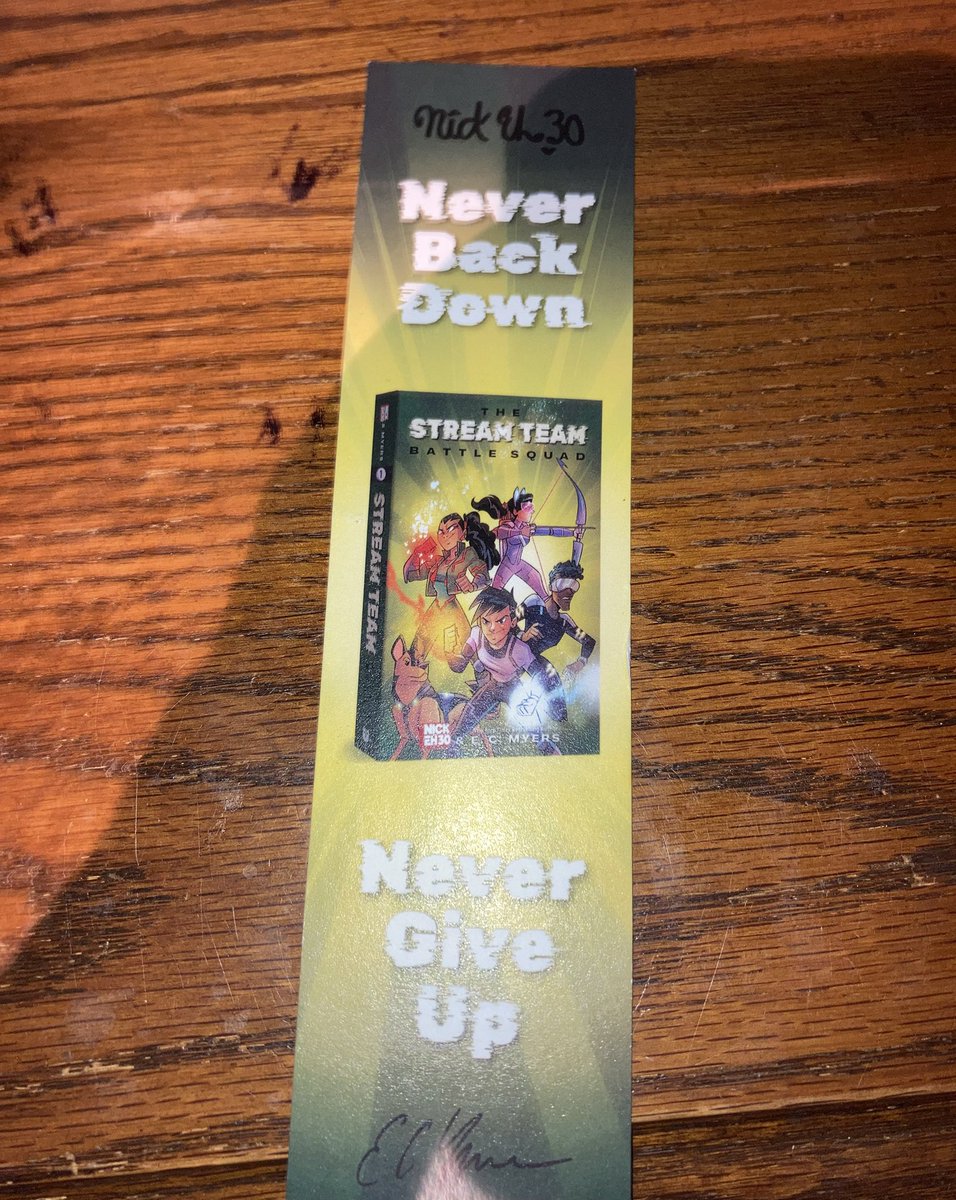 Nick Eh 30
Never
Back
Down
THE
STREAM TEAM
BATTLE SQUAD
MYERS 1 STREAM TEAM
NICK
EH30 & E. C. MYERS
Never
Give
Up